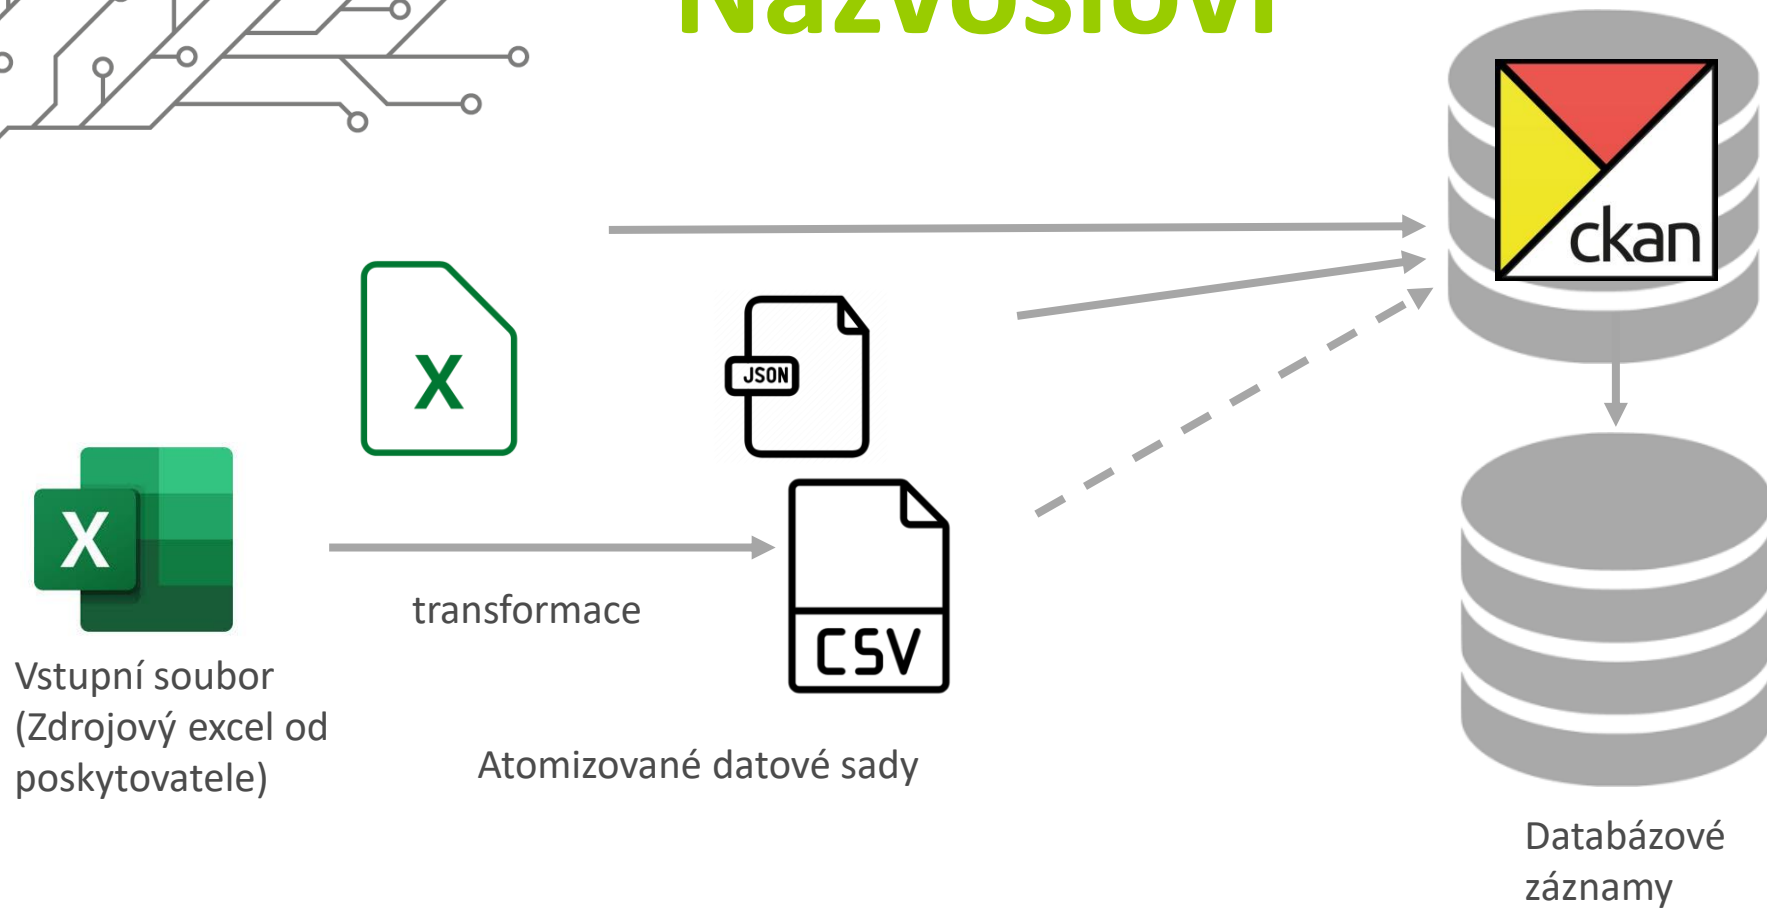 Názvosloví
ckan
X
JSON
X
transformace
CSV
Vstupní soubor
(Zdrojový excel od
poskytovatele)
Atomizované datové sady
Databázové
záznamy